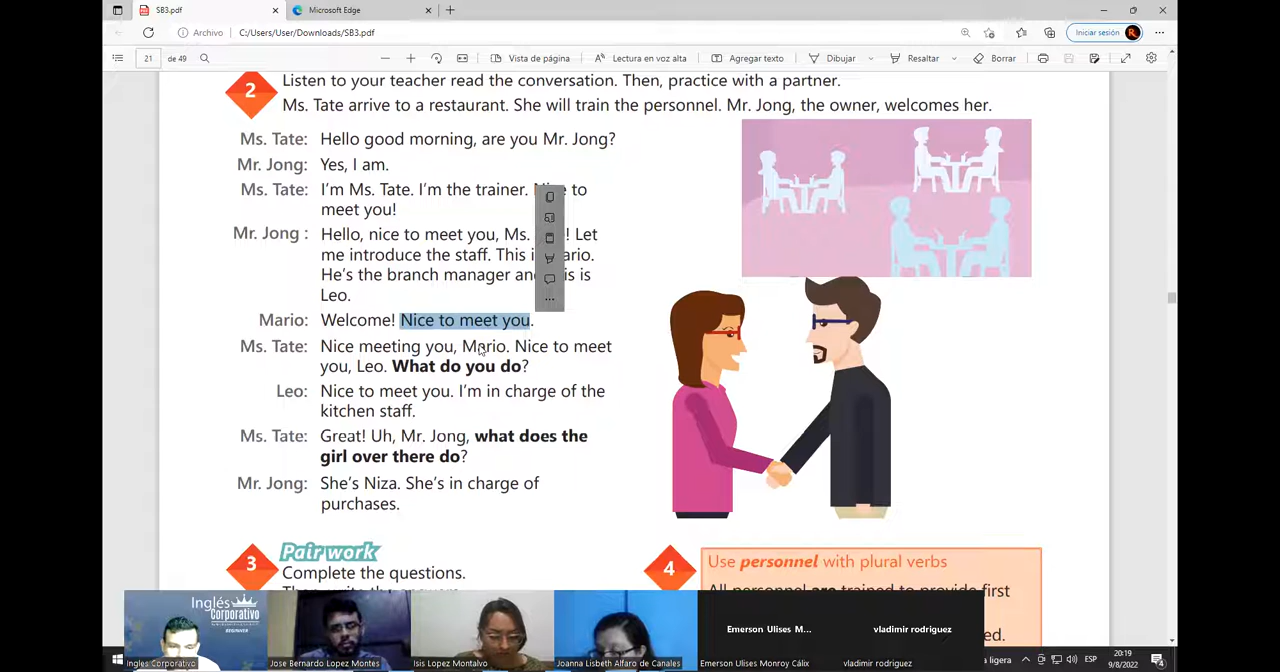 SB3.pdf
Microsoft Edge
Archivo
C:/Users/User/Downloads/SB3.pdf
Iniciar sesión
21
de 49
Vista de página
Lectura en voz alta
Agregar texto
Dibujar
Resaltar
Borrar
2
Listen to your teacher read the conversation. Then, practice with a partner.
Ms. Tate arrive to a restaurant. She will train the personnel. Mr. Jong, the owner, welcomes her.
Ms. Tate: Hello good morning, are you Mr. Jong?
Mr. Jong: Yes, I am.
Ms. Tate: I'm Ms. Tate. I'm the trainer. to
meet you!
Mr. Jong : Hello, nice to meet you, Ms. ! Let
me introduce the staff. This
He's the branch manager is
Leo.
Mario: Welcome! Nice to meet you.
Ms. Tate: Nice meeting you, Mario. Nice to meet
you, Leo. What do you do?
Leo: Nice to meet you. I'm in charge of the
kitchen staff.
Ms. Tate: Great! Uh, Mr. Jong, what does the
girl over there do?
Mr. Jong: She's Niza. She's in charge of
purchases.
3
Pair work
Complete the questions.
4
Use personnel with plural verbs
All personnel are trained to provide first
Inglés
Corporativo
BEGINNER
Emerson Ulises M...
vladimir rodriguez
Ingles Corporativo
Jose Bernardo Lopez Montes
Isis Lopez Montalvo
Joanna Lisbeth Alfaro de Canales
Emerson Ulises Monroy Cálix
vladimir rodriguez
a ligera
ESP
20:19
9/8/2022